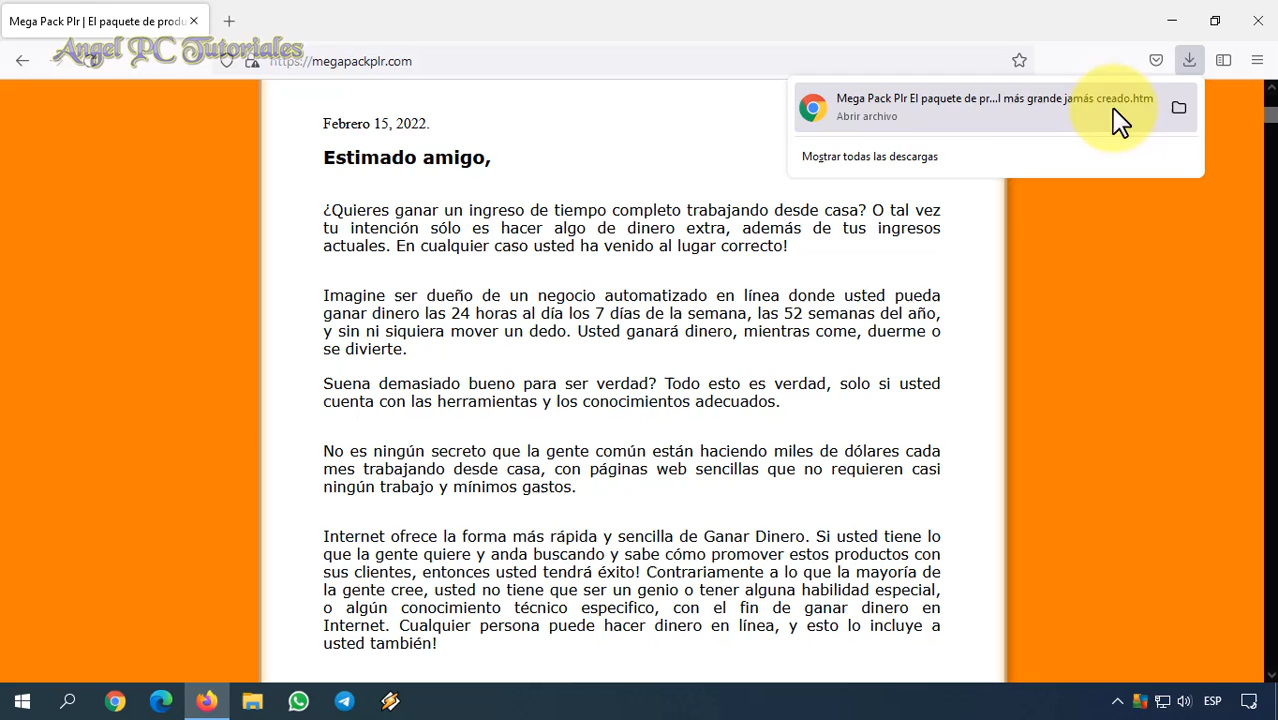 Mega Pack Plr | El paquete de produ
Angel PC Tutoriales
https://megapackplr.com
Mega Pack Plr El paquete de pr...l más grande jamás creado.htm
Abrir archivo
Mostrar todas las descargas
Febrero 15, 2022.
Estimado amigo,
¿Quieres ganar un ingreso de tiempo completo trabajando desde casa? O tal vez
tu intención sólo es hacer algo de dinero extra, además de tus ingresos
actuales. En cualquier caso usted ha venido al lugar correcto!
Imagine ser dueño de un negocio automatizado en línea donde usted pueda
ganar dinero las 24 horas al día los 7 días de la semana, las 52 semanas del año,
y sin ni siquiera mover un dedo. Usted ganará dinero, mientras come, duerme o
se divierte.
Suena demasiado bueno para ser verdad? Todo esto es verdad, solo si usted
cuenta con las herramientas y los conocimientos adecuados.
No es ningún secreto que la gente común están haciendo miles de dólares cada
mes trabajando desde casa, con páginas web sencillas que no requieren casi
ningún trabajo y mínimos gastos.
Internet ofrece la forma más rápida y sencilla de Ganar Dinero. Si usted tiene lo
que la gente quiere y anda buscando y sabe cómo promover estos productos con
sus clientes, entonces usted tendrá éxito! Contrariamente a lo que la mayoría de
la gente cree, usted no tiene que ser un genio o tener alguna habilidad especial,
o algún conocimiento técnico especifico, con el fin de ganar dinero en
Internet. Cualquier persona puede hacer dinero en línea, y esto lo incluye a
usted también!
ESP